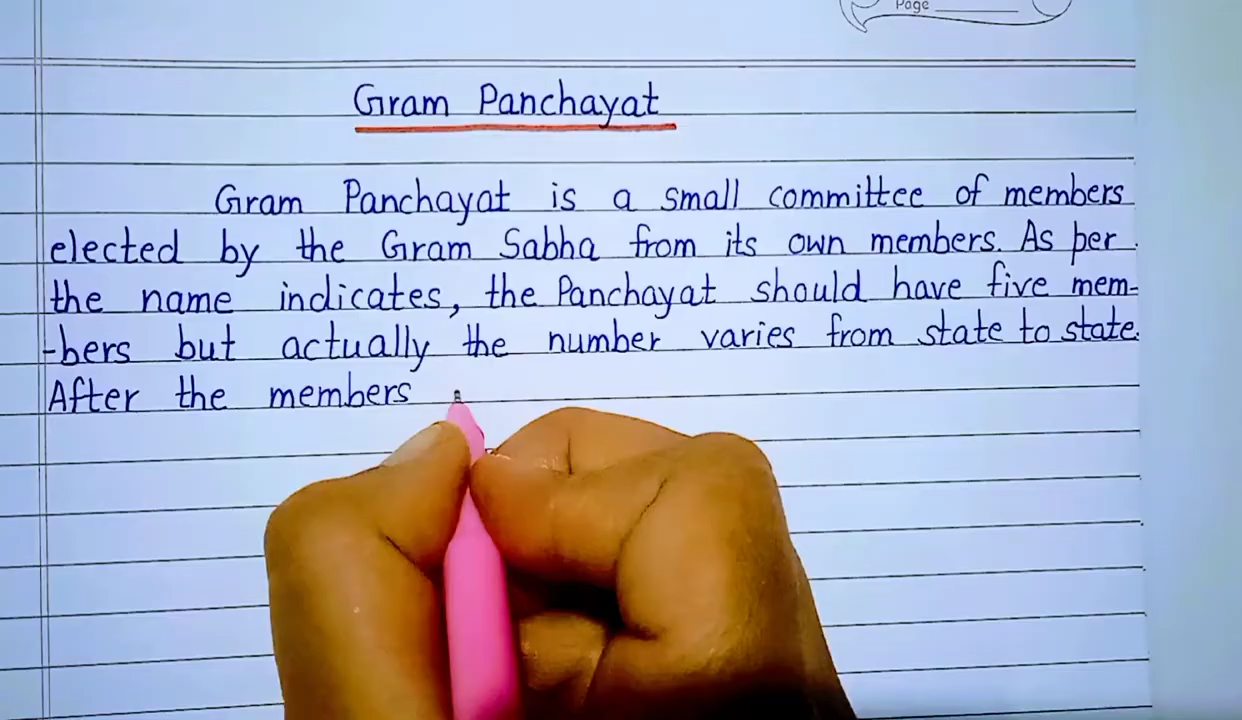 Page
Gram Panchayat
Gram Panchayat is a small committee of members
elected by the Gram Sabha from its own members. As per
the name indicates, the Panchayat should have five mem-
-bers but actually the number varies from state to state.
After the members